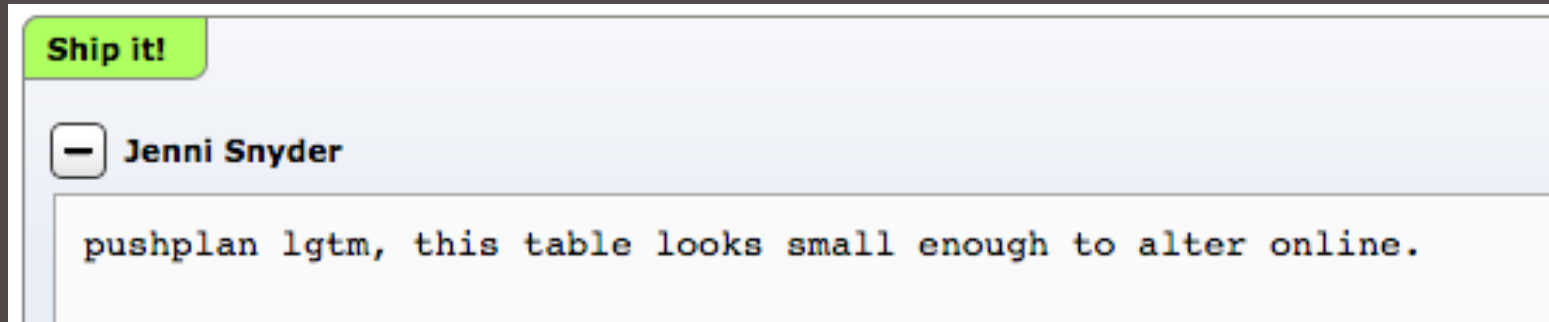 Ship it!
Jenni Snyder
pushplan lgtm, this table looks small enough to alter online.